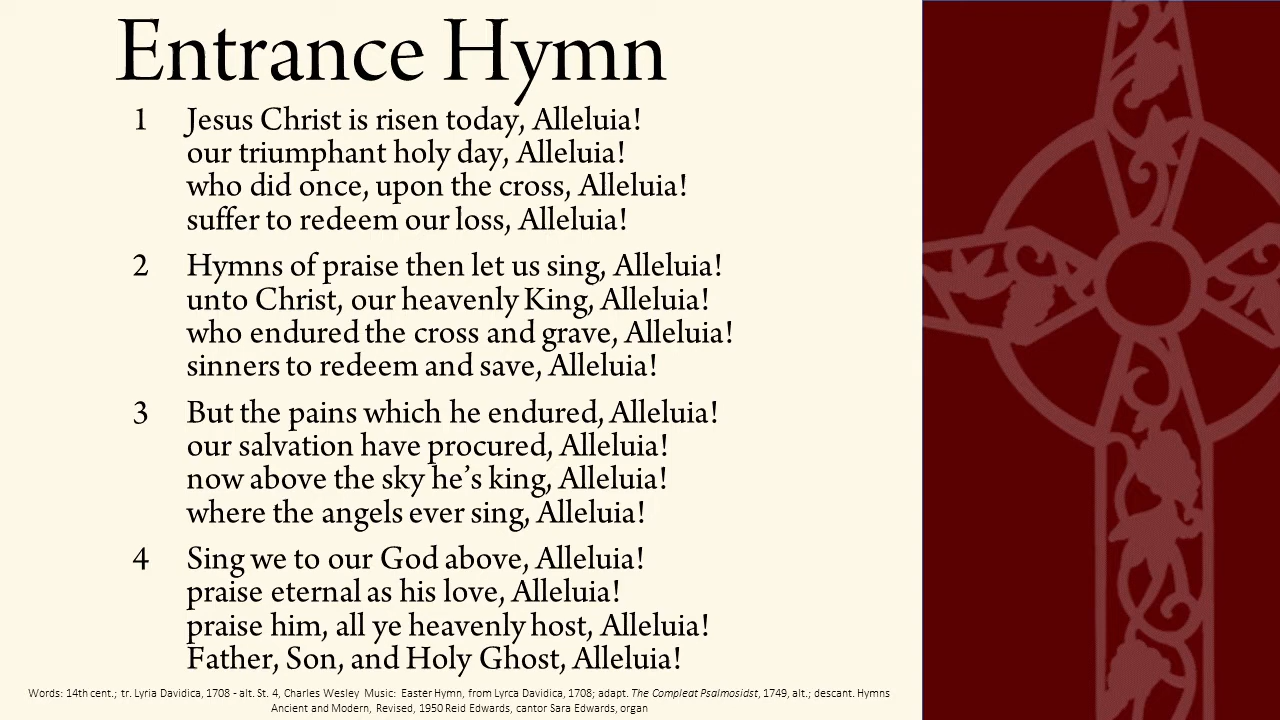 Entrance Hymn
1 Jesus Christ is risen today, Alleluia!
our triumphant holy day, Alleluia!
who did once, upon the cross, Alleluia!
suffer to redeem our loss, Alleluia!
2 Hymns of praise then let us sing, Alleluia!
unto Christ, our heavenly King, Alleluia!
who endured the cross and grave, Alleluia!
sinners to redeem and save, Alleluia!
3 But the pains which he endured, Alleluia!
our salvation have procured, Alleluia!
now above the sky he’s king, Alleluia!
where the angels ever sing, Alleluia!
4 Sing we to our God above, Alleluia!
praise eternal as his love, Alleluia!
praise him, all ye heavenly host, Alleluia!
Father, Son, and Holy Ghost, Alleluia!
Words: 14th cent.; tr. Lyria Davidica, 1708 - alt. St. 4, Charles Wesley Music: Easter Hymn, from Lyrca Davidica, 1708; adapt. The Compleat Psalmosidst, 1749, alt.; descant. Hymns
Ancient and Modern, Revised, 1950 Reid Edwards, cantor Sara Edwards, organ